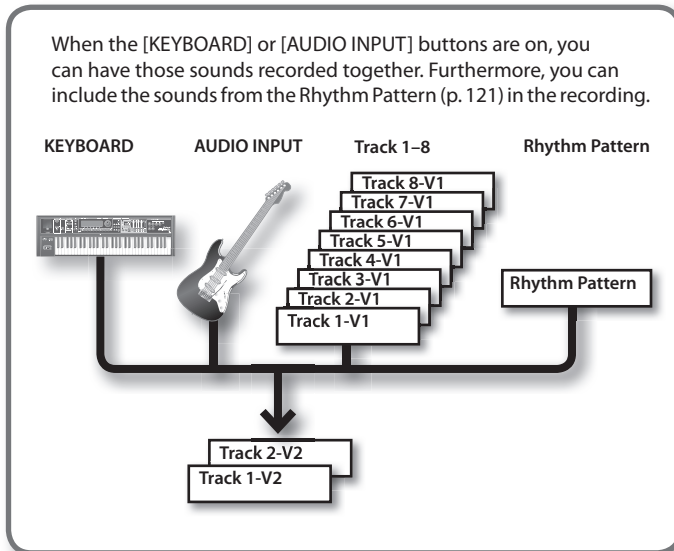 When the [KEYBOARD] or [AUDIO INPUT] buttons are on, you
can have those sounds recorded together. Furthermore, you can
include the sounds from the Rhythm Pattern (p. 121) in the recording.
KEYBOARD
AUDIO INPUT
Track 1–8
Rhythm Pattern
Track 8-V1
Track 7-V1
Track 6-V1
Track 5-V1
Track 4-V1
Track 3-V1
Track 2-V1
Track 1-V1
Rhythm Pattern
Track 2-V2
Track 1-V2